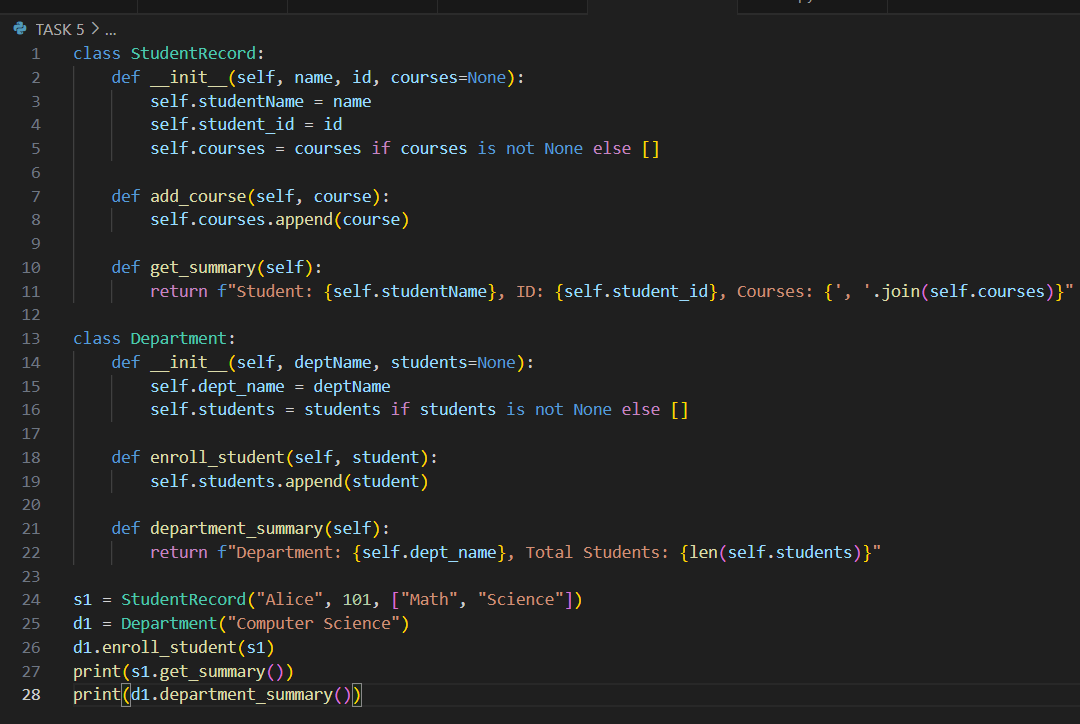 TASK 5 > ...
1 class StudentRecord:
2     def __init__(self, name, id, courses=None):
3         self.studentName = name
4         self.student_id = id
5         self.courses = courses if courses is not None else []
6
7     def add_course(self, course):
8         self.courses.append(course)
9
10     def get_summary(self):
11         return f"Student: {self.studentName}, ID: {self.student_id}, Courses: {', '.join(self.courses)}"
12
13 class Department:
14     def __init__(self, deptName, students=None):
15         self.dept_name = deptName
16         self.students = students if students is not None else []
17
18     def enroll_student(self, student):
19         self.students.append(student)
20
21     def department_summary(self):
22         return f"Department: {self.dept_name}, Total Students: {len(self.students)}"
23
24 s1 = StudentRecord("Alice", 101, ["Math", "Science"])
25 d1 = Department("Computer Science")
26 d1.enroll_student(s1)
27 print(s1.get_summary())
28 print(d1.department_summary())